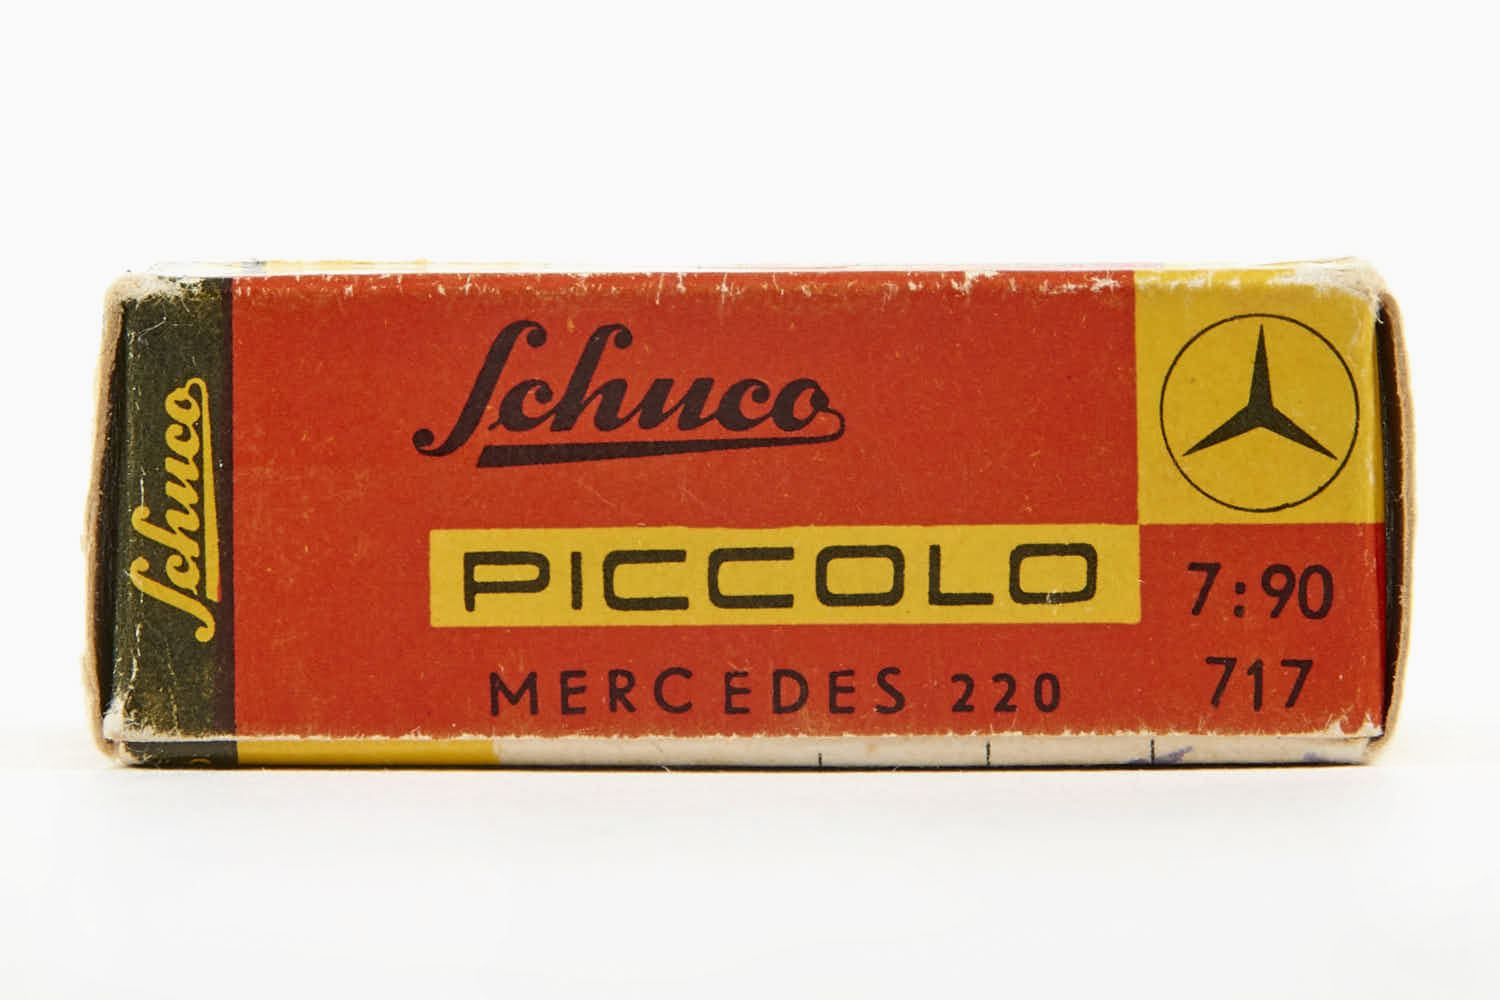 Schuco
Schuco
PICCOLO
7:90
MERCEDES 220
717